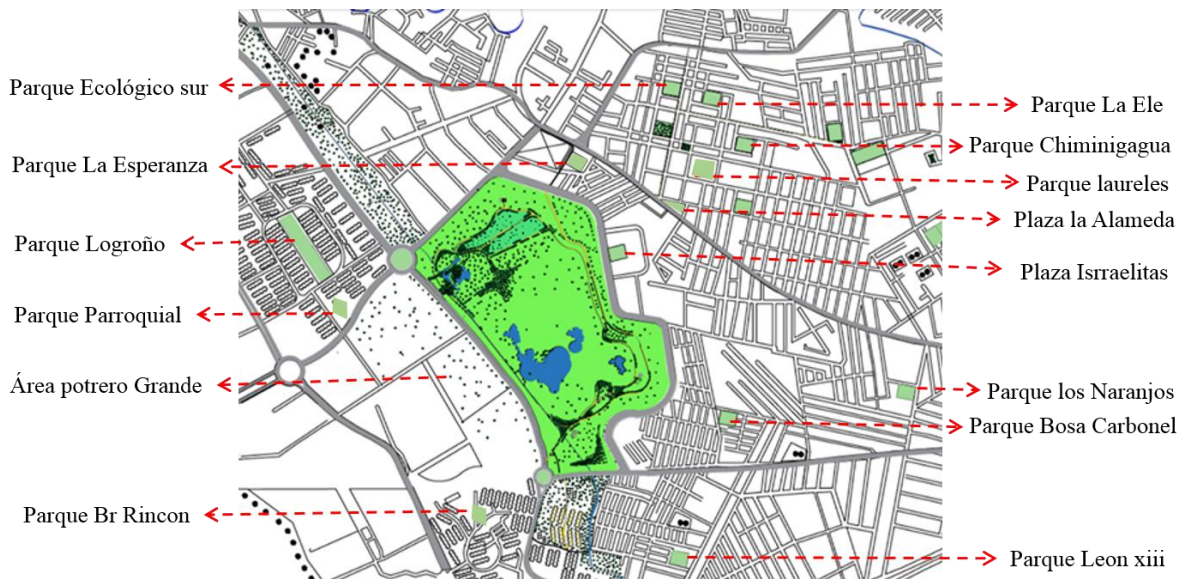 Parque Ecológico sur
Parque La Esperanza
Parque Logroño
Parque Parroquial
Área potrero Grande
Parque Br Rincon
Parque La Ele
Parque Chiminigagua
Parque laureles
Plaza la Alameda
Plaza Isrraelitas
Parque los Naranjos
Parque Bosa Carbonel
Parque Leon xiii